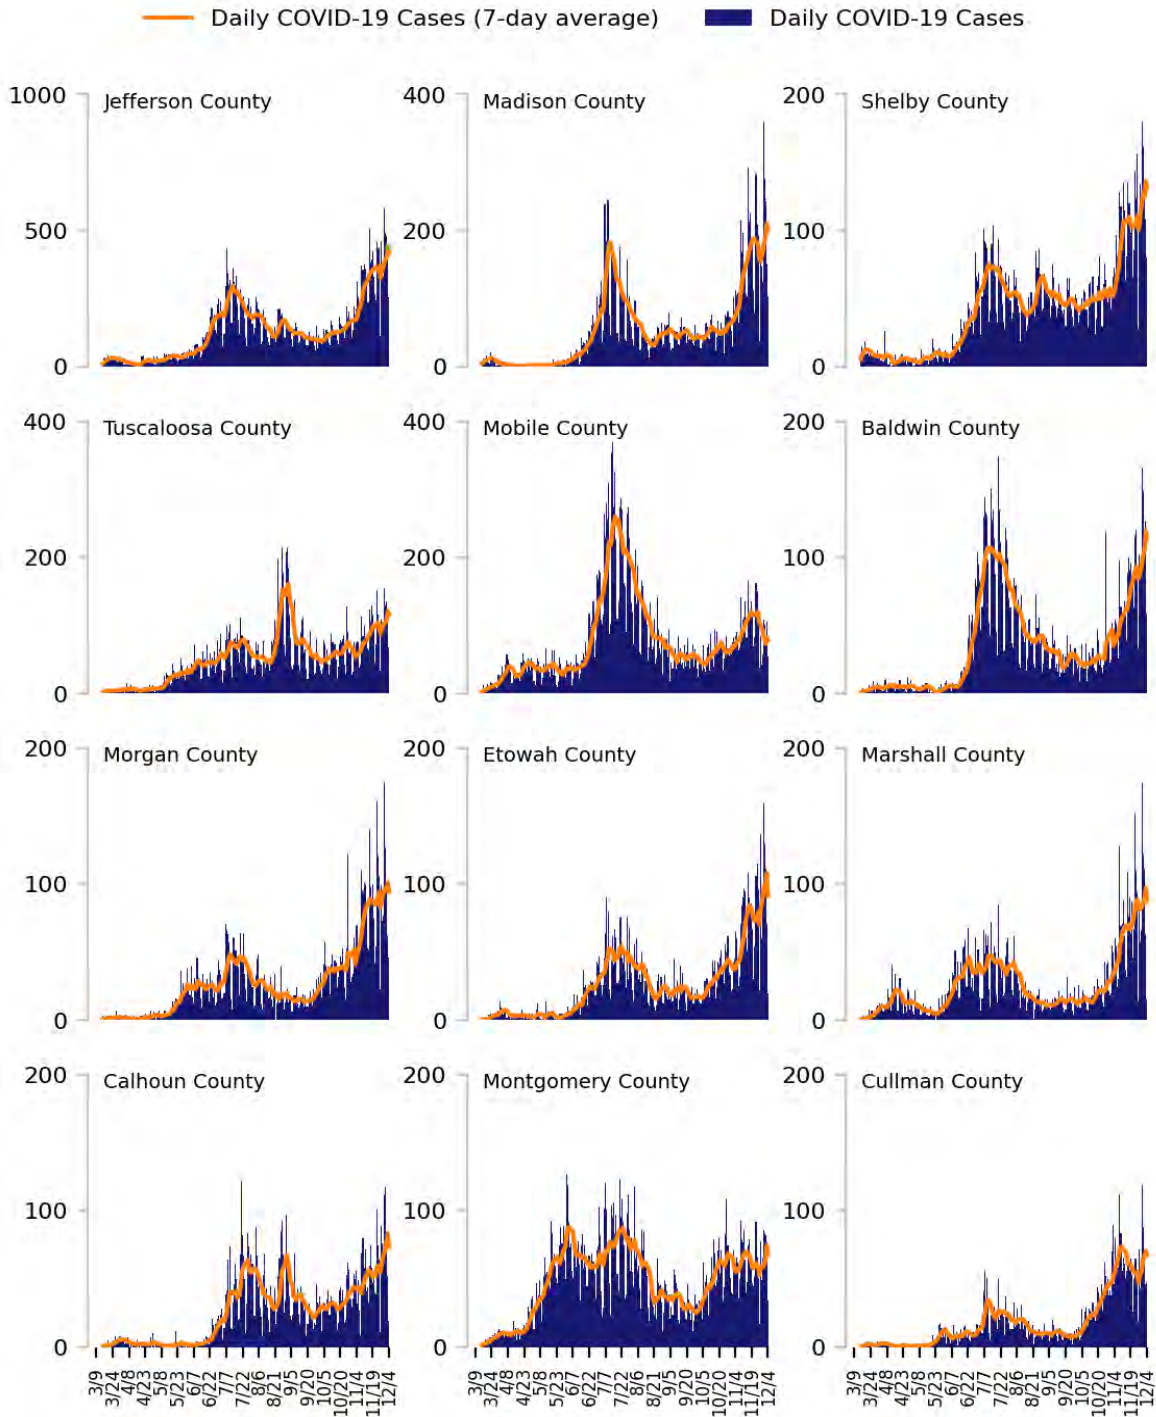 Daily COVID-19 Cases (7-day average) Daily COVID-19 Cases
1000 Jefferson County 400 Madison County 200 Shelby County
500 200 100
0 0 0
400 Tuscaloosa County 400 Mobile County 200 Baldwin County
200 200 100
0 0 0
200 Morgan County 200 Etowah County 200 Marshall County
100 100 100
0 0 0
200 Calhoun County 200 Montgomery County 200 Cullman County
100 100 100
0 0 0
3/9 3/24 4/8 4/23 5/8 5/23 6/7 6/22 7/7 7/22 8/6 8/21 9/5 9/20 10/5 10/20 11/4 11/19 12/4 3/9 3/24 4/8 4/23 5/8 5/23 6/7 6/22 7/7 7/22 8/6 8/21 9/5 9/20 10/5 10/20 11/4 11/19 12/4 3/9 3/24 4/8 4/23 5/8 5/23 6/7 6/22 7/7 7/22 8/6 8/21 9/5 9/20 10/5 10/20 11/4 11/19 12/4